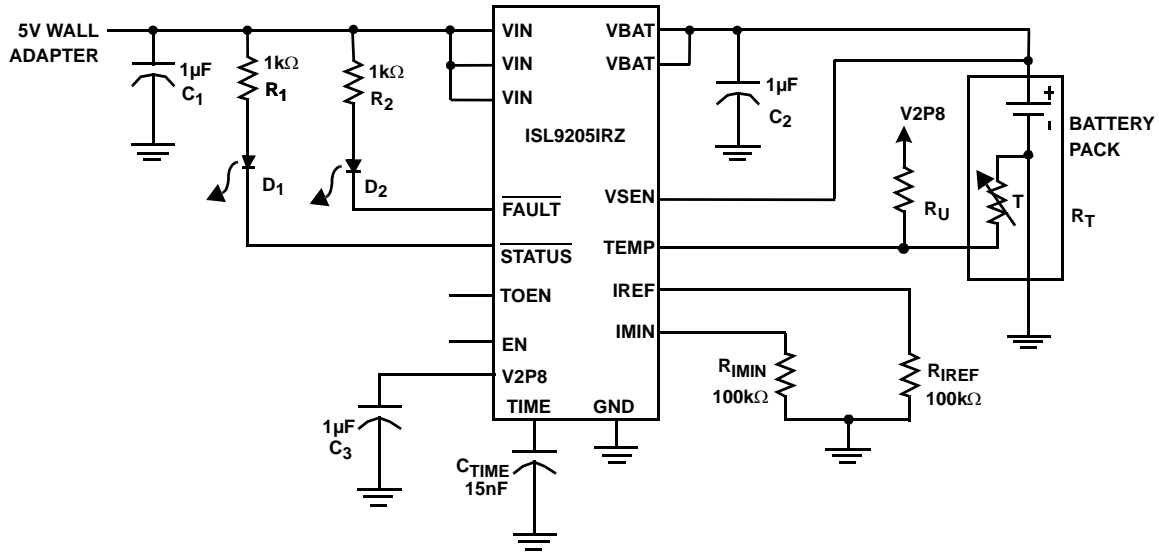 5V WALL
ADAPTER
1µF
C1
1kΩ
R1
1kΩ
R2
D1
D2
VIN
VIN
VIN
VBAT
VBAT
ISL9205IRZ
FAULT
STATUS
TOEN
EN
V2P8
TIME
GND
VSEN
TEMP
IREF
IMIN
1µF
C2
V2P8
RU
+
-
T
BATTERY
PACK
RT
RIMIN
100kΩ
RIREF
100kΩ
1µF
C3
CTIME
15nF